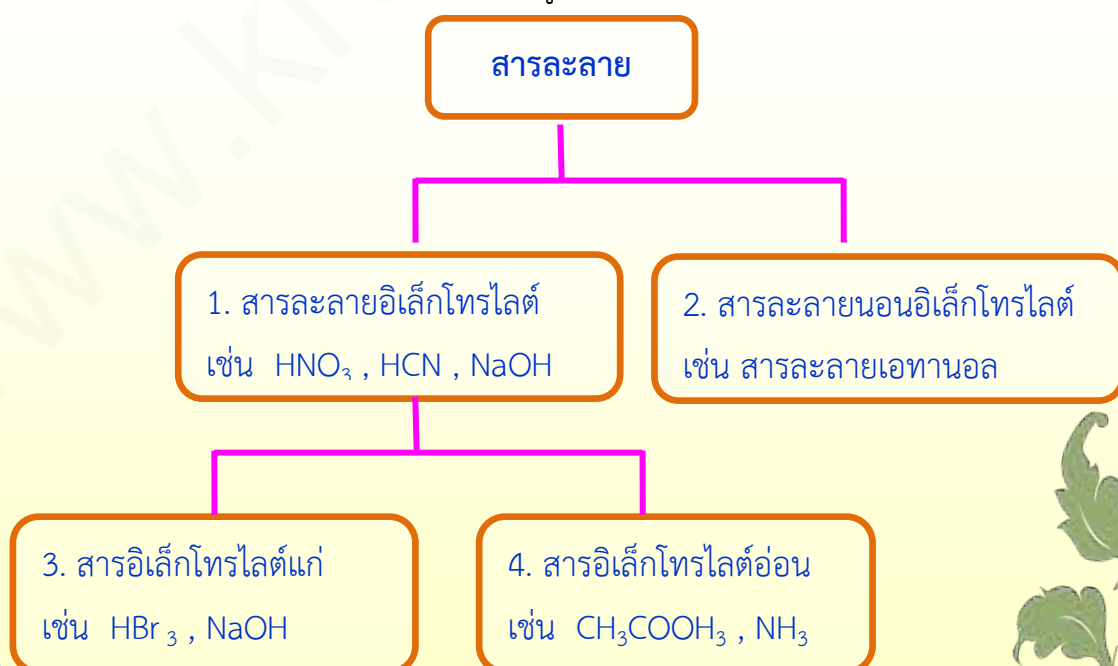 สารละลาย
1. สารละลายอิเล็กโทรไลต์
เช่น HNO₃ , HCN , NaOH
2. สารละลายนอนอิเล็กโทรไลต์
เช่น สารละลายเอทานอล
3. สารอิเล็กโทรไลต์แก่
เช่น HBr ₃ , NaOH
4. สารอิเล็กโทรไลต์อ่อน
เช่น CH₃COOH₃ , NH₃